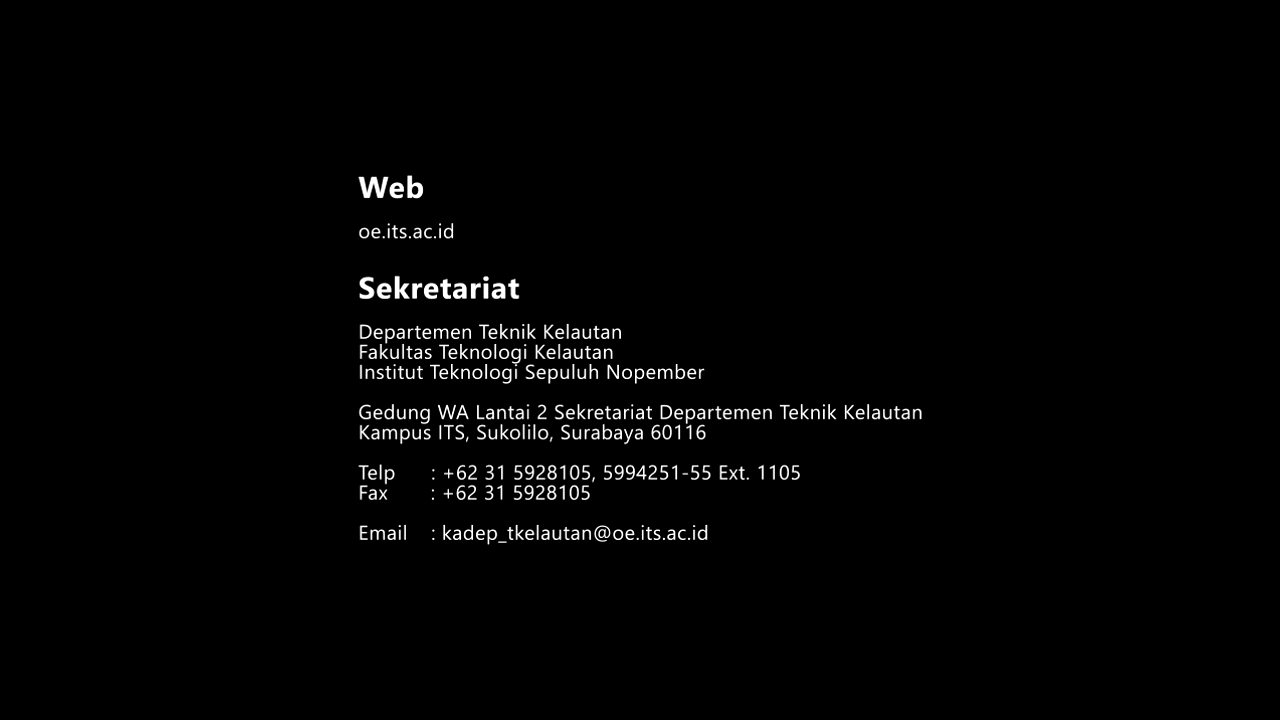 Web
oe.its.ac.id
Sekretariat
Departemen Teknik Kelautan
Fakultas Teknologi Kelautan
Institut Teknologi Sepuluh Nopember
Gedung WA Lantai 2 Sekretariat Departemen Teknik Kelautan
Kampus ITS, Sukolilo, Surabaya 60116
Telp : +62 31 5928105, 5994251-55 Ext. 1105
Fax : +62 31 5928105
Email : kadep_tkelautan@oe.its.ac.id